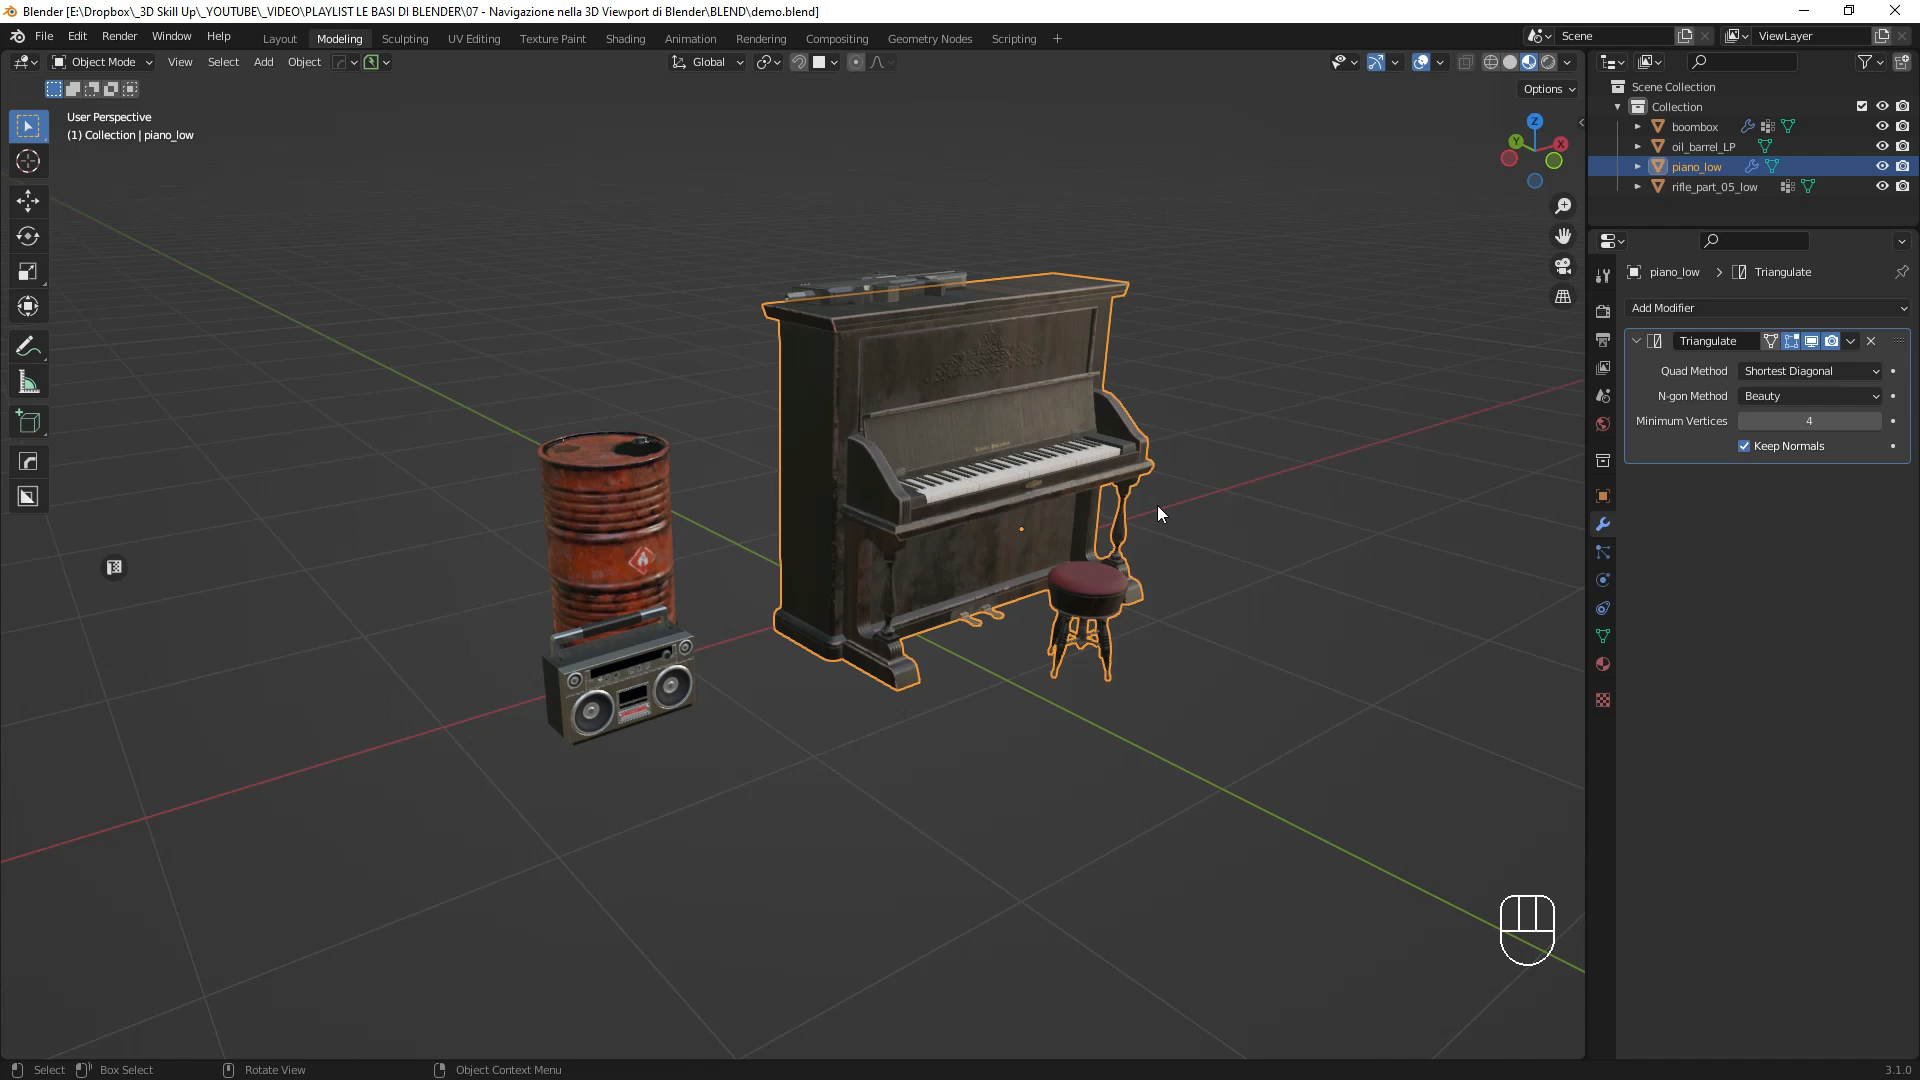 Blender [E:\Dropbox\_3D Skill Up\_YOUTUBE\_VIDEO\PLAYLIST LE BASI DI BLENDER\07 - Navigazione nella 3D Viewport di Blender\BLEND\demo.blend]
File Edit Render Window Help Layout Modeling Sculpting UV Editing Texture Paint Shading Animation Rendering Compositing Geometry Nodes Scripting + Scene ViewLayer
Object Mode View Select Add Object Global
Options
User Perspective
(1) Collection | piano_low
Z
Y
X
Scene Collection
Collection
boombox
oil_barrel_LP
piano_low
rifle_part_05_low
piano_low > Triangulate
Add Modifier
Triangulate
Quad Method Shortest Diagonal
N-gon Method Beauty
Minimum Vertices 4
Keep Normals
Select Box Select Rotate View Object Context Menu 3.1.0